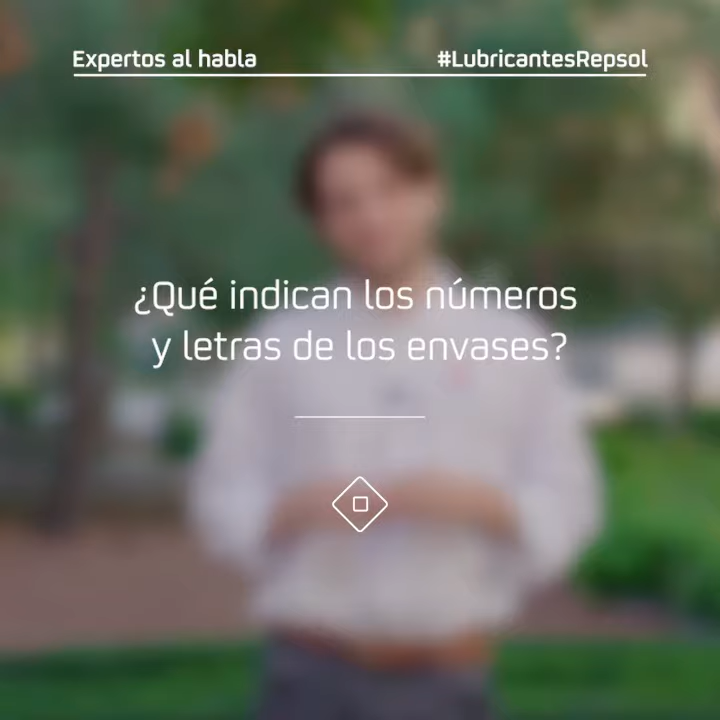 Expertos al habla
#LubricantesRepsol
¿Qué indican los números
y letras de los envases?